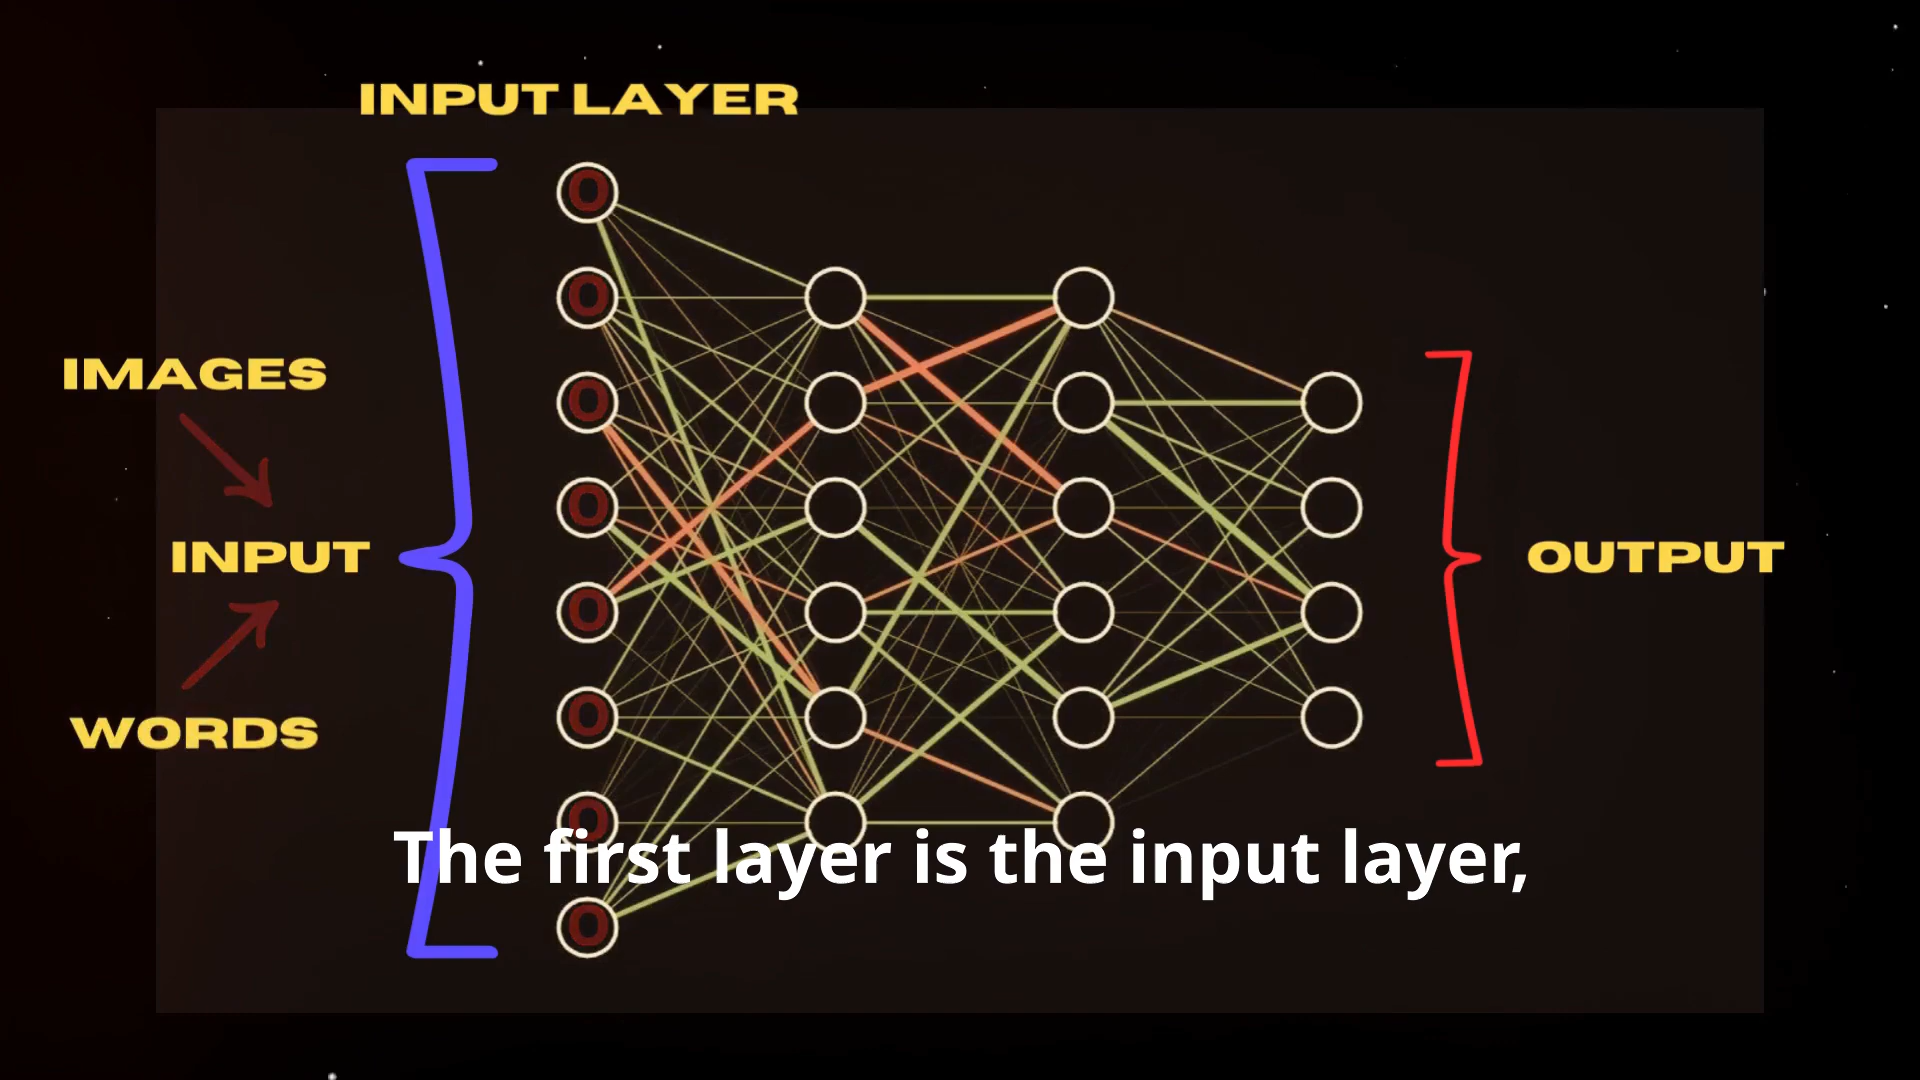 INPUT LAYER
O
O
O
O
O
O
O
O
IMAGES
INPUT
WORDS
OUTPUT
The first layer is the input layer,